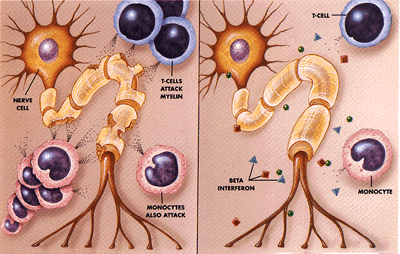 NERVE
CELL
T-CELLS
ATTACK
MYELIN
MONOCYTES
ALSO ATTACK
T-CELL
BETA
INTERFERON
MONOCYTE